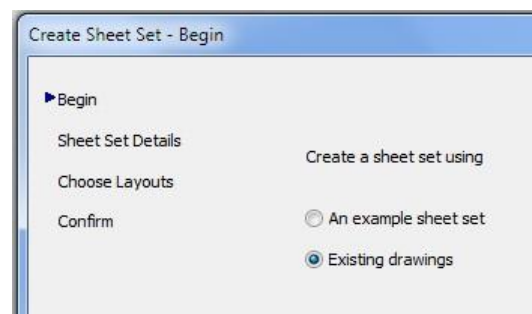 Create Sheet Set - Begin
Begin
Sheet Set Details
Choose Layouts
Confirm
Create a sheet set using
An example sheet set
Existing drawings